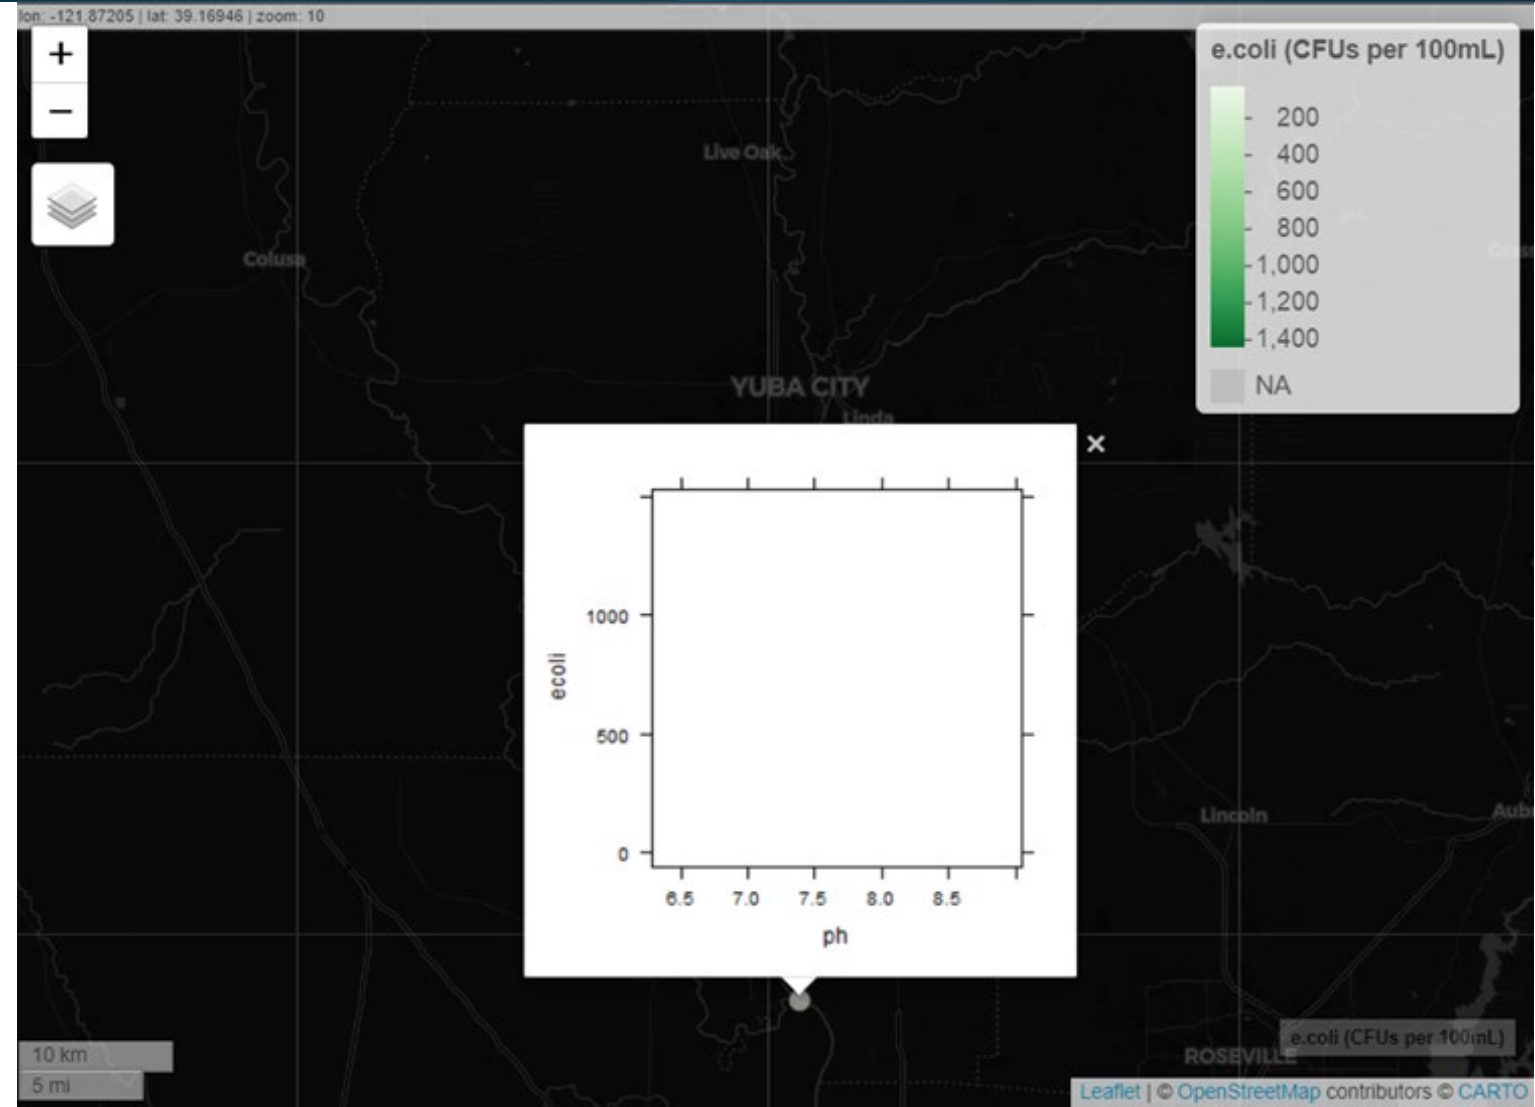 lon: -121.87205 | lat: 39.16946 | zoom: 10
+
−
e.coli (CFUs per 100mL)
200
400
600
800
1,000
1,200
1,400
NA
Live Oak
Colusa
YUBA CITY
Linda
×
1000
500
0
ecoli
6.5 7.0 7.5 8.0 8.5
ph
Lincoln
ROSEVILLE
e.coli (CFUs per 100mL)
10 km
5 mi
Leaflet | © OpenStreetMap contributors © CARTO